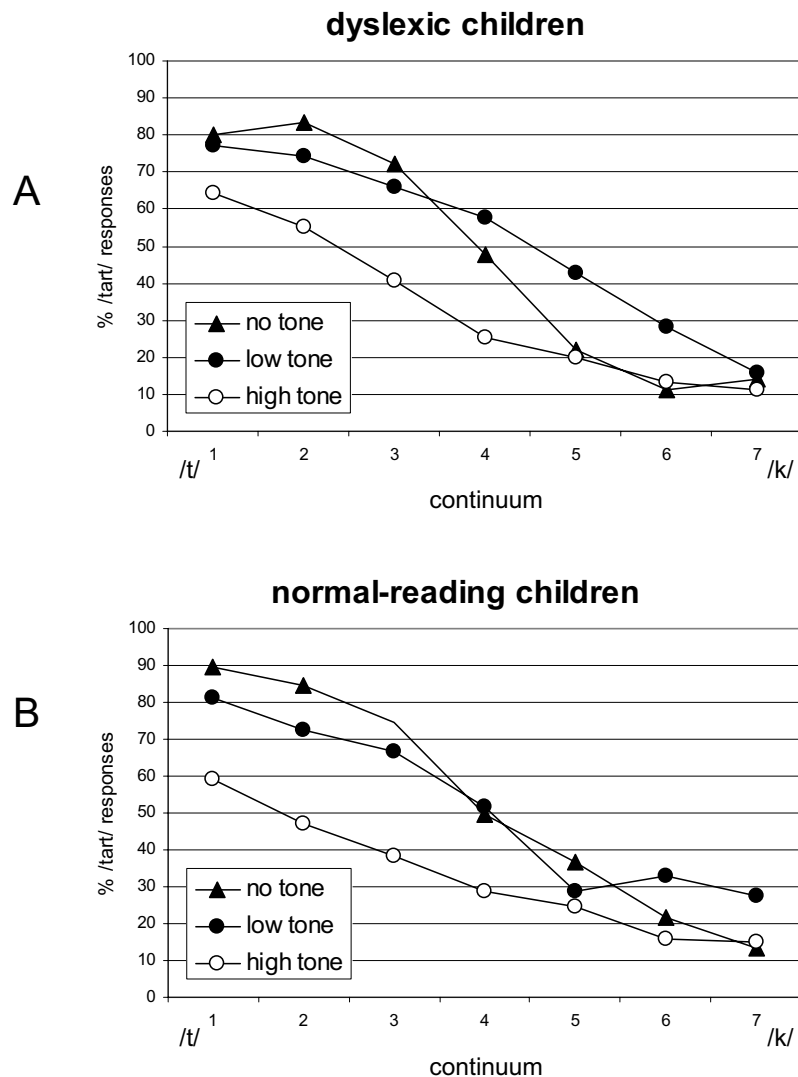 dyslexic children
A
% /tart/ responses
100
90
80
70
60
50
40
30
20
10
0
no tone
low tone
high tone
1 2 3 4 5 6 7
/t/ /k/
continuum
normal-reading children
B
% /tart/ responses
100
90
80
70
60
50
40
30
20
10
0
no tone
low tone
high tone
1 2 3 4 5 6 7
/t/ /k/
continuum